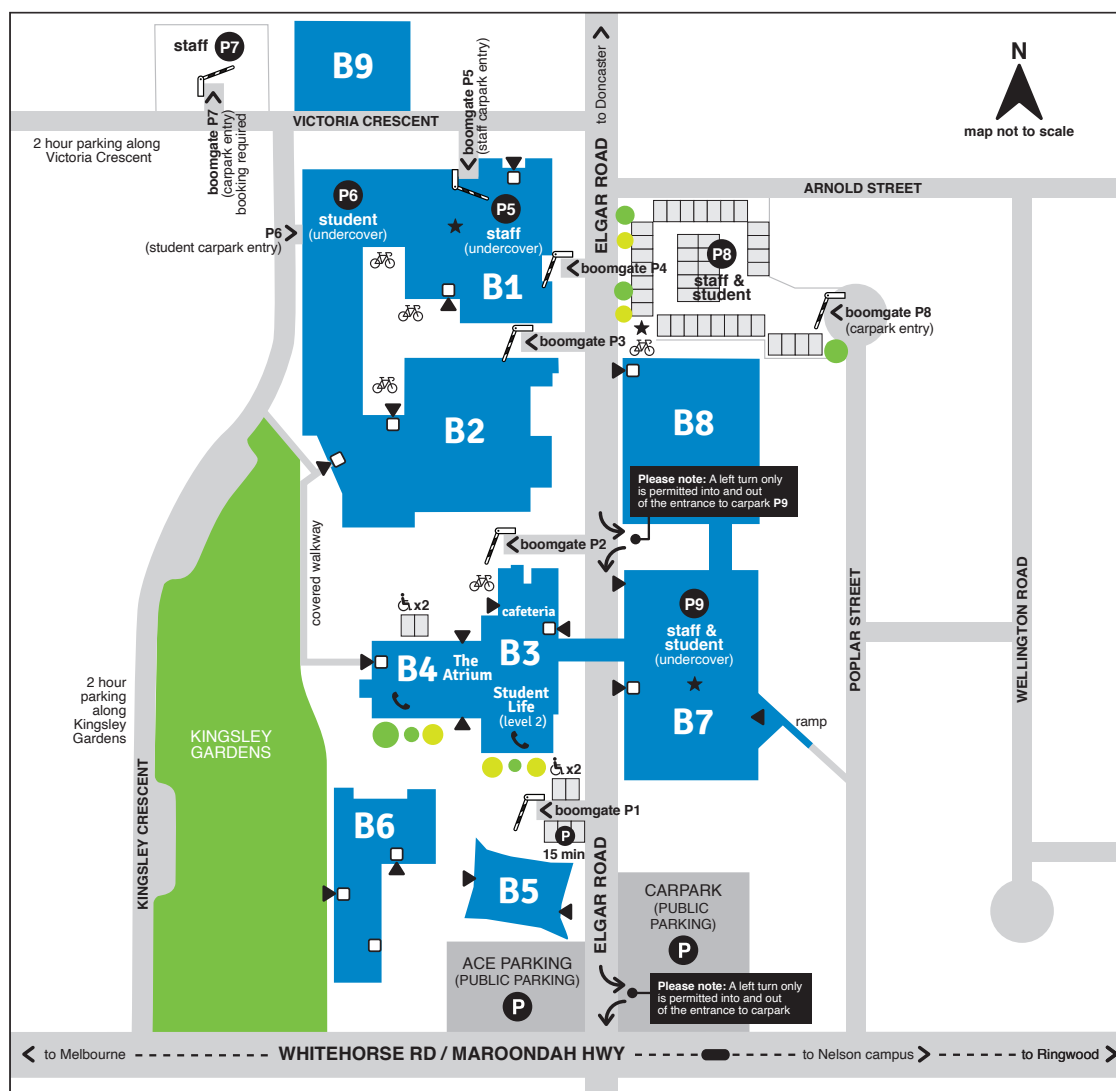 staff P7
B9
to Doncaster
N
map not to scale
VICTORIA CRESCENT
2 hour parking along
Victoria Crescent
boomgate P7
(carpark entry)
booking required
boomgate P5
(staff carpark entry)
ELGAR ROAD
ARNOLD STREET
P6
student
(undercover)
P5
staff
(undercover)
P6
(student carpark entry)
P8
staff &
student
boomgate P4
B1
boomgate P8
(carpark entry)
boomgate P3
B2
B8
Please note: A left turn only
is permitted into and out
of the entrance to carpark P9
boomgate P2
covered walkway
x2
cafeteria
P9
staff &
student
(undercover)
B4
The
Atrium
B3
Student
Life
(level 2)
B7
ramp
POPLAR STREET
WELLINGTON ROAD
2 hour
parking
along
Kingsley
Gardens
KINGSLEY
GARDENS
KINGSLEY CRESCENT
x2
boomgate P1
P
15 min
B6
B5
ELGAR ROAD
CARPARK
(PUBLIC
PARKING)
P
ACE PARKING
(PUBLIC PARKING)
P
Please note: A left turn only
is permitted into and out
of the entrance to carpark
to Melbourne
WHITEHORSE RD / MAROONDAH HWY
to Nelson campus
to Ringwood